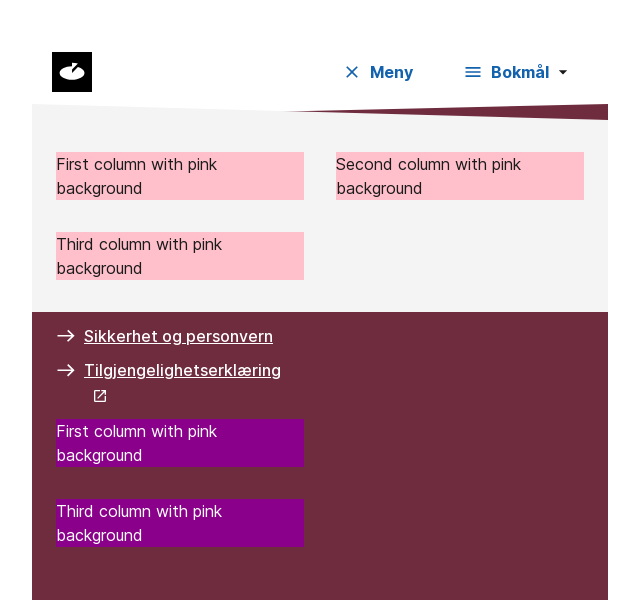 Meny
Bokmål
First column with pink
background
Second column with pink
background
Third column with pink
background
Sikkerhet og personvern
Tilgjengelighetserklæring
First column with pink
background
Third column with pink
background